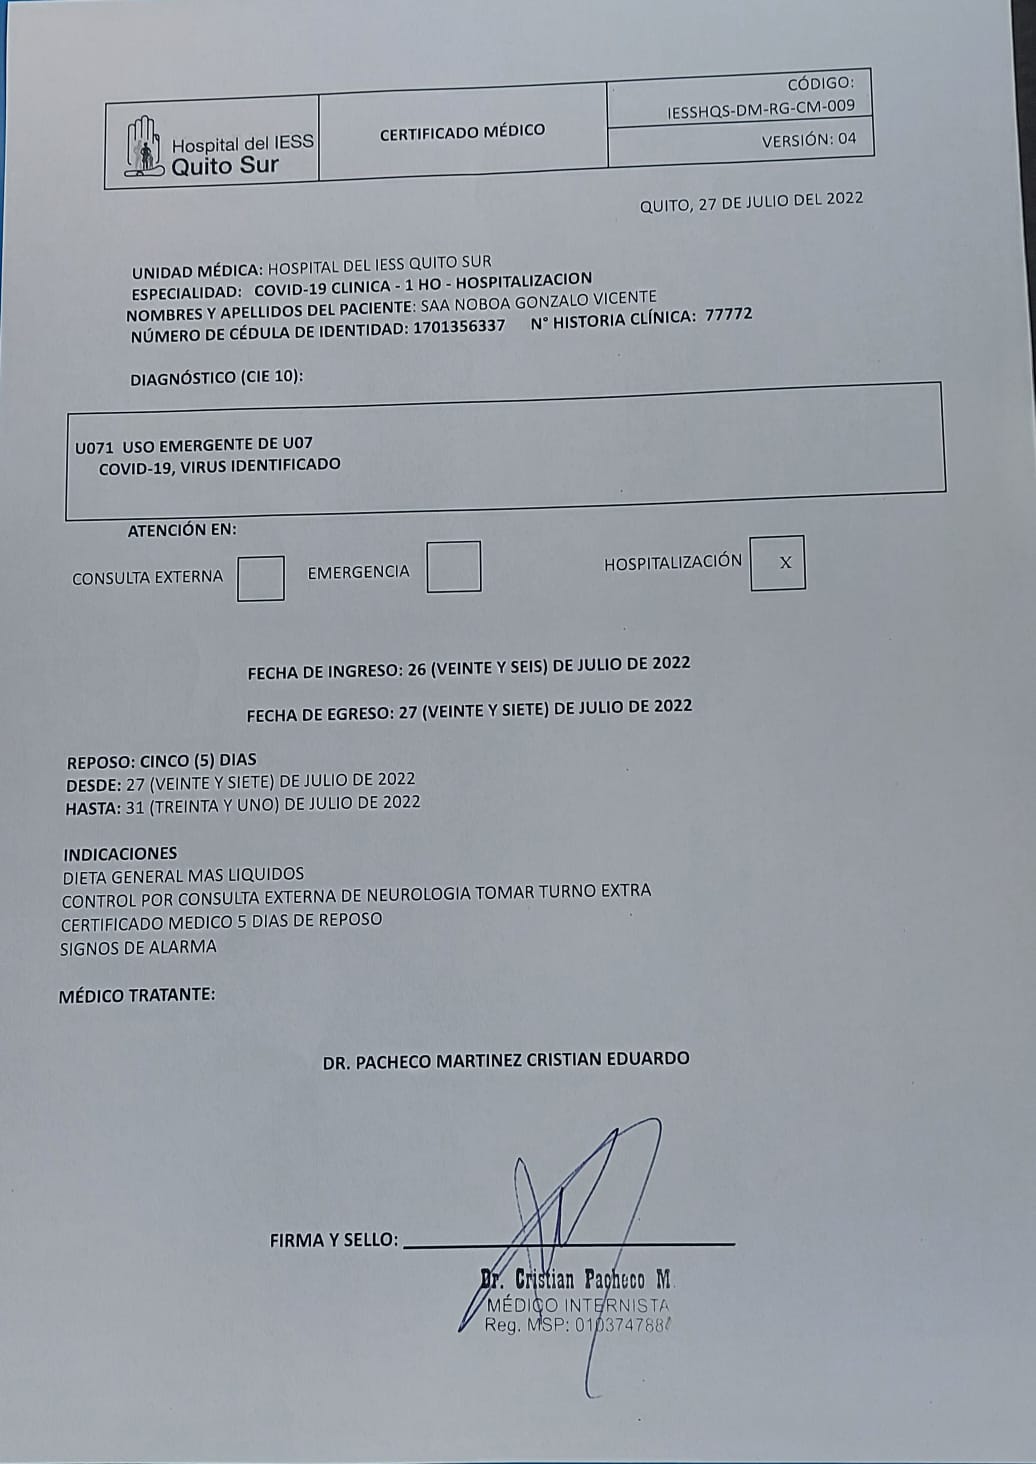 Hospital del IESS
Quito Sur
CERTIFICADO MÉDICO
CÓDIGO:
IESSHQS-DM-RG-CM-009
VERSIÓN: 04
QUITO, 27 DE JULIO DEL 2022
UNIDAD MÉDICA: HOSPITAL DEL IESS QUITO SUR
ESPECIALIDAD: COVID-19 CLINICA - 1 HO - HOSPITALIZACION
NOMBRES Y APELLIDOS DEL PACIENTE: SAA NOBOA GONZALO VICENTE
NÚMERO DE CÉDULA DE IDENTIDAD: 1701356337 N° HISTORIA CLÍNICA: 77772
DIAGNÓSTICO (CIE 10):
U071 USO EMERGENTE DE U07
COVID-19, VIRUS IDENTIFICADO
ATENCIÓN EN:
CONSULTA EXTERNA EMERGENCIA HOSPITALIZACIÓN X
FECHA DE INGRESO: 26 (VEINTE Y SEIS) DE JULIO DE 2022
FECHA DE EGRESO: 27 (VEINTE Y SIETE) DE JULIO DE 2022
REPOSO: CINCO (5) DIAS
DESDE: 27 (VEINTE Y SIETE) DE JULIO DE 2022
HASTA: 31 (TREINTA Y UNO) DE JULIO DE 2022
INDICACIONES
DIETA GENERAL MAS LIQUIDOS
CONTROL POR CONSULTA EXTERNA DE NEUROLOGIA TOMAR TURNO EXTRA
CERTIFICADO MEDICO 5 DIAS DE REPOSO
SIGNOS DE ALARMA
MÉDICO TRATANTE:
DR. PACHECO MARTINEZ CRISTIAN EDUARDO
FIRMA Y SELLO:
Dr. Cristian Pacheco M.
MÉDICO INTERNISTA
Reg. MSP: